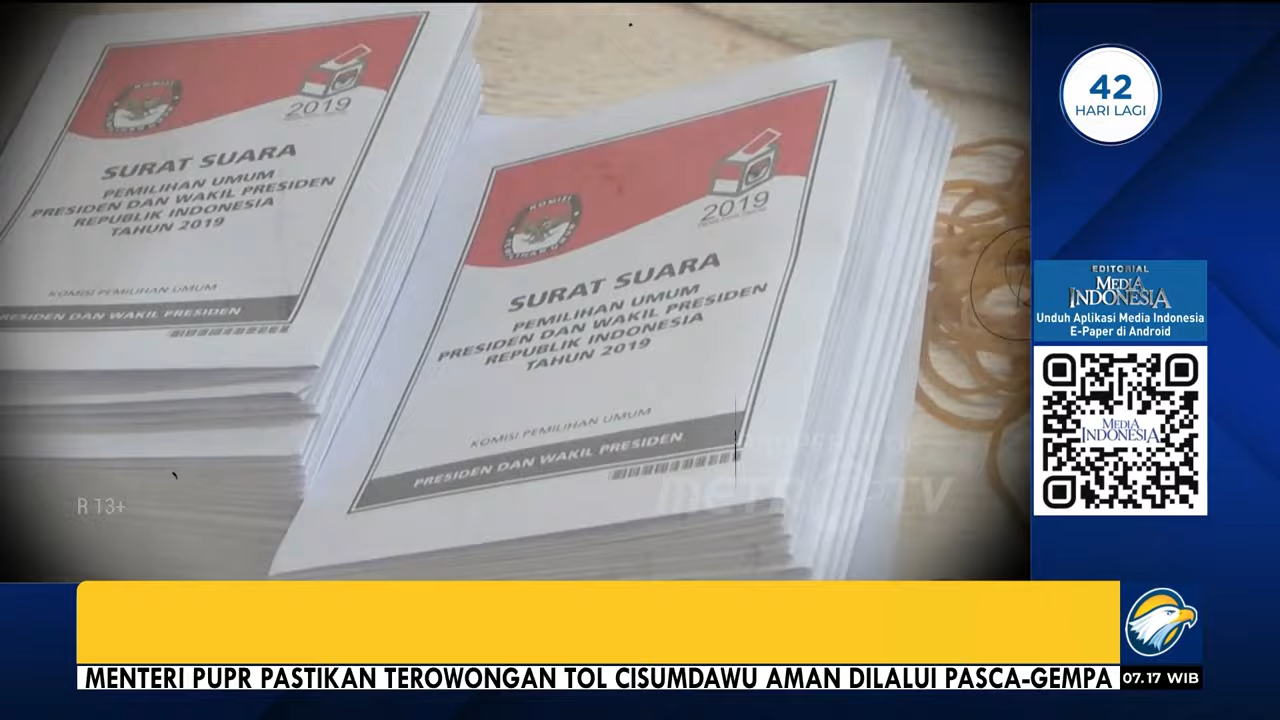 KOMISI
2019
SURAT SUARA
PEMILIHAN UMUM
PRESIDEN DAN WAKIL PRESIDEN
REPUBLIK INDONESIA
TAHUN 2019
KOMISI PEMILIHAN UMUM
PRESIDEN DAN WAKIL PRESIDEN
KOMISI
2019
SURAT SUARA
PEMILIHAN UMUM
PRESIDEN DAN WAKIL PRESIDEN
REPUBLIK INDONESIA
TAHUN 2019
KOMISI PEMILIHAN UMUM
PRESIDEN DAN WAKIL PRESIDEN
R 13+
42
HARI LAGI
EDITORIAL
MEDIA
INDONESIA
Unduh Aplikasi Media Indonesia
E-Paper di Android
MEDIA
INDONESIA
MENTERI PUPR PASTIKAN TEROWONGAN TOL CISUMDAWU AMAN DILALUI PASCA-GEMPA
07.17 WIB